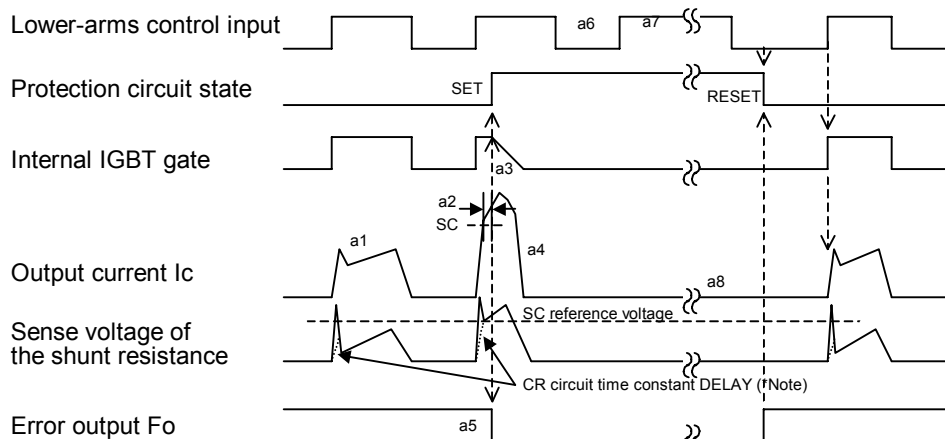 Lower-arms control input
a6
a7
Protection circuit state
SET
RESET
Internal IGBT gate
a3
a2
SC
a1
a4
Output current Ic
a8
SC reference voltage
Sense voltage of
the shunt resistance
CR circuit time constant DELAY (*Note)
Error output Fo
a5